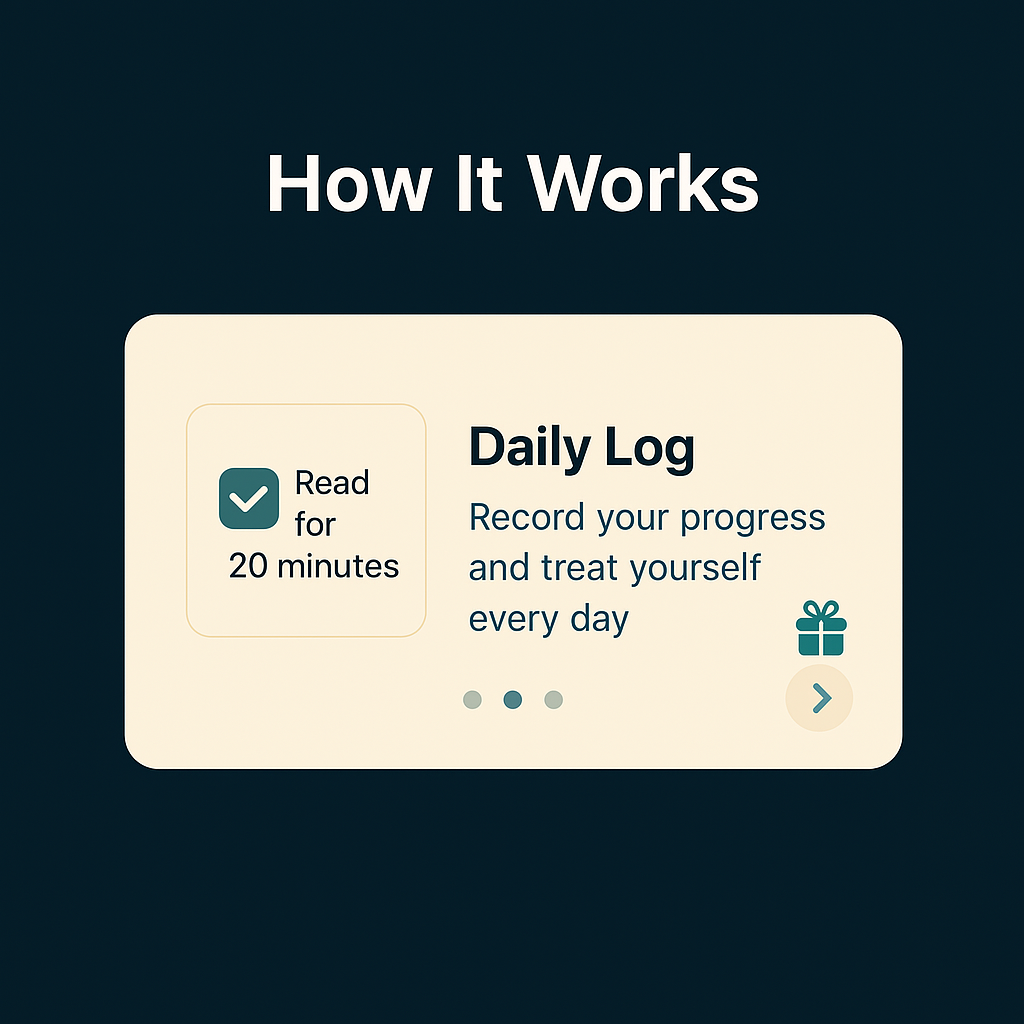 How It Works
Read
for
20 minutes
Daily Log
Record your progress
and treat yourself
every day